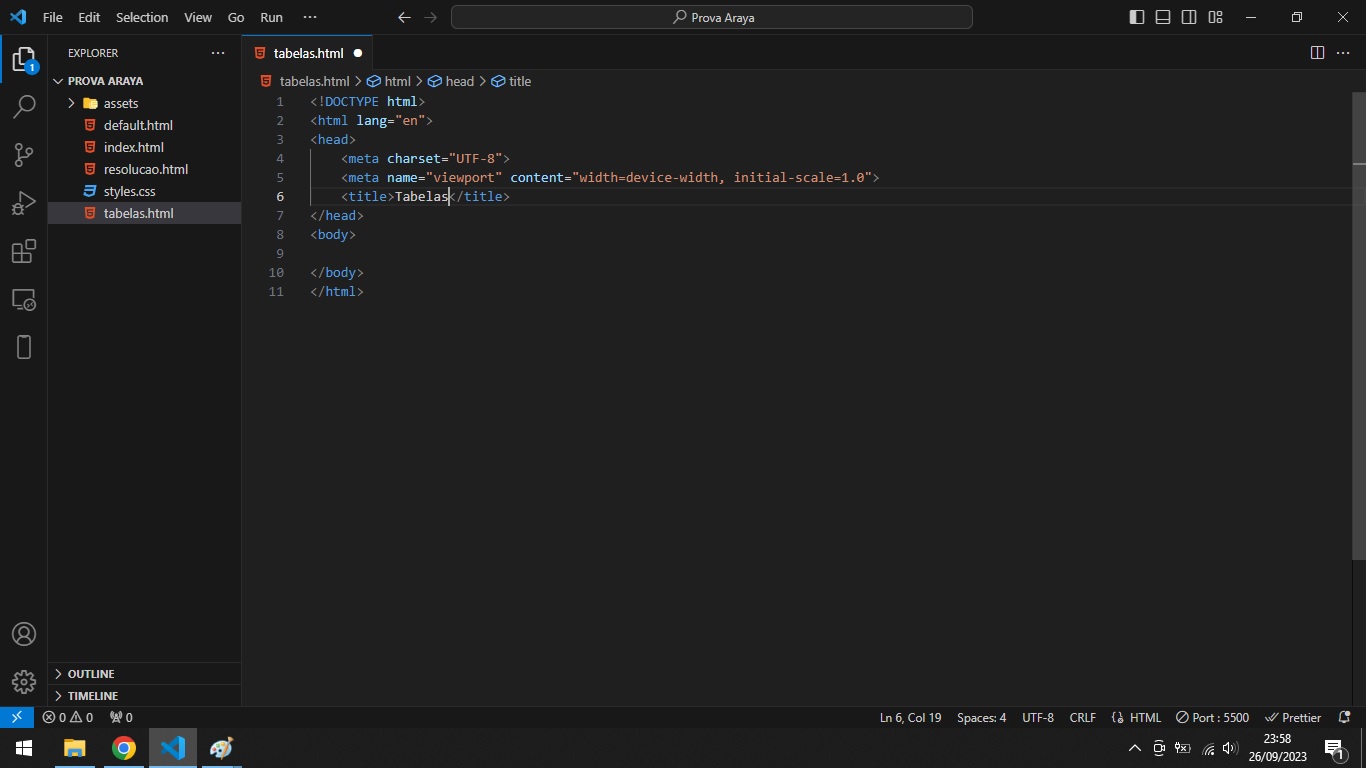 File Edit Selection View Go Run ···
Prova Araya
EXPLORER ···
tabelas.html
PROVA ARAYA
assets
default.html
index.html
resolucao.html
styles.css
tabelas.html
OUTLINE
TIMELINE
1
tabelas.html > html > head > title
1 <!DOCTYPE html>
2 <html lang="en">
3 <head>
4 <meta charset="UTF-8">
5 <meta name="viewport" content="width=device-width, initial-scale=1.0">
6 <title>Tabelas</title>
7 </head>
8 <body>
9
10 </body>
11 </html>
0 0 0
Ln 6, Col 19 Spaces: 4 UTF-8 CRLF HTML Port : 5500 Prettier
23:58
26/09/2023
1